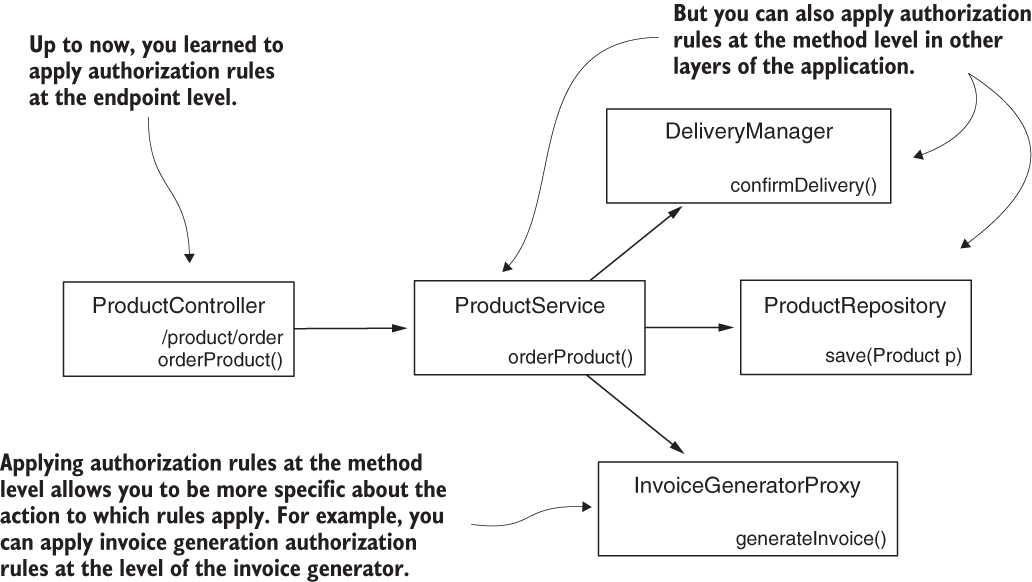 Up to now, you learned to
apply authorization rules
at the endpoint level.
But you can also apply authorization
rules at the method level in other
layers of the application.
DeliveryManager
confirmDelivery()
ProductController
/product/order
orderProduct()
ProductService
orderProduct()
ProductRepository
save(Product p)
Applying authorization rules at the method
level allows you to be more specific about the
action to which rules apply. For example, you
can apply invoice generation authorization
rules at the level of the invoice generator.
InvoiceGeneratorProxy
generateInvoice()